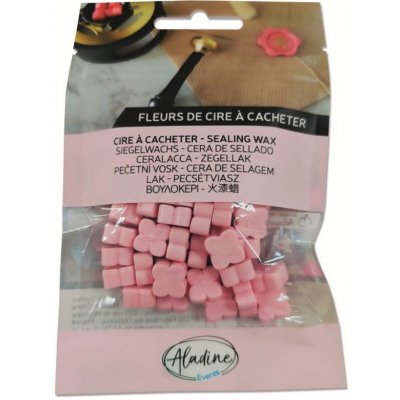 FLEURS DE CIRE À CACHETER
CIRE À CACHETER - SEALING WAX
SIEGELWACHS - CERA DE SELLADO
CERALACCA - ZEGELLAK
PEČETNÍ VOSK - CERA DE SELAGEM
LAK - PECSÉTVIASZ
ΒΟΥΛΟΚΕΡΙ - 火漆蜡
Aladine
Events